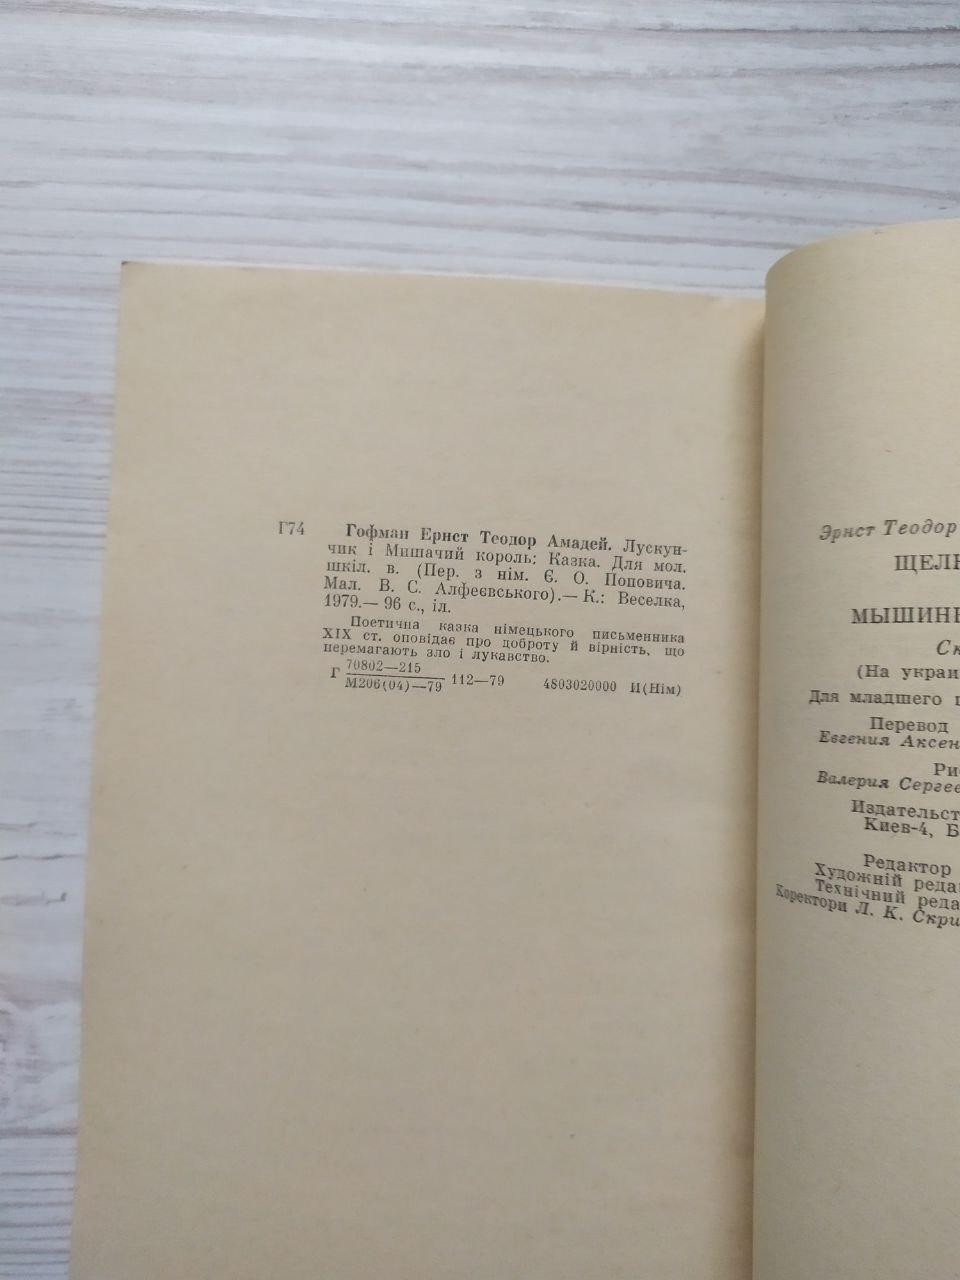 Г74 Гофман Ернст Теодор Амадей. Лускун-
чик і Мишачий король: Казка. Для мол.
шкіл. в. (Пер. з нім. Є. О. Поповича.
Мал. В. С. Алфеєвського).— К.: Веселка,
1979.— 96 с., іл.
Поетична казка німецького письменника
XIX ст. оповідає про доброту й вірність, що
перемагають зло і лукавство.
Г 70802—215
М206(04)—79 112—79 4803020000 И(Нім)
Эрнст Теодор
ЩЕЛК
МЫШИНЫ
Ск
(На украи
Для младшего ш
Перевод
Евгения Аксен
Ри
Валерия Сергее
Издательст
Киев-4, Б
Редактор
Художній реда
Технічний реда
Коректори Л. К. Скри